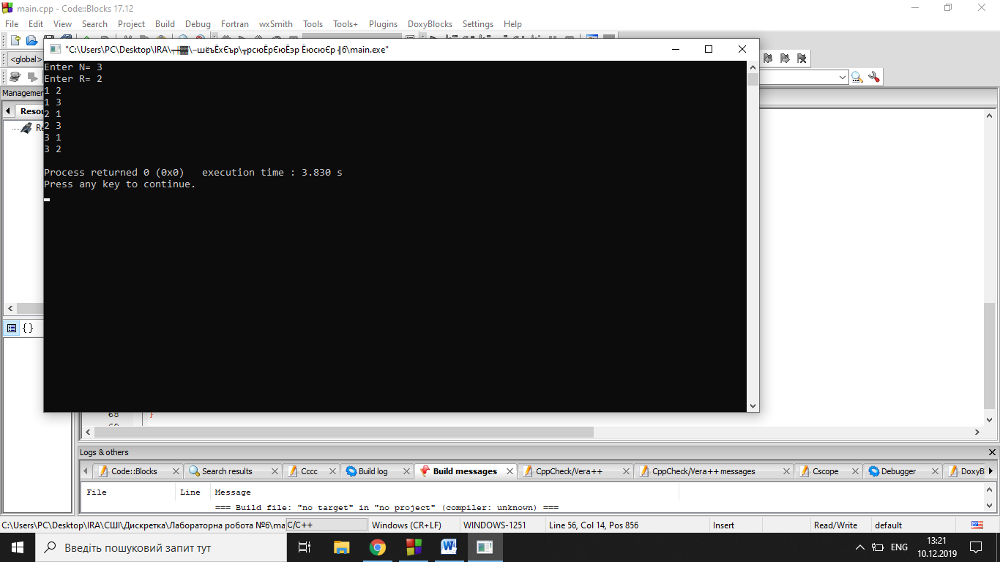 main.cpp - Code::Blocks 17.12
File Edit View Search Project Build Debug Fortran wxSmith Tools Tools+ Plugins DoxyBlocks Settings Help
"C:\Users\PC\Desktop\IRA\ \main.exe"
<global>
Enter N= 3
Enter R= 2
1 2
1 3
2 1
2 3
3 1
3 2
Process returned 0 (0x0) execution time : 3.830 s
Press any key to continue.
Managemen
Resou
Re
{}
68
}
69
Logs & others
Code::Blocks Search results Cccc Build log Build messages CppCheck/Vera++ CppCheck/Vera++ messages Cscope Debugger DoxyB
File Line Message
=== Build file: "no target" in "no project" (compiler: unknown) ===
C:\Users\PC\Desktop\IRA\СШІ\Дискретка\Лабораторна робота №6\ma C/C++ Windows (CR+LF) WINDOWS-1251 Line 56, Col 14, Pos 856 Insert Read/Write default
Введіть пошуковий запит тут
ENG
13:21
10.12.2019